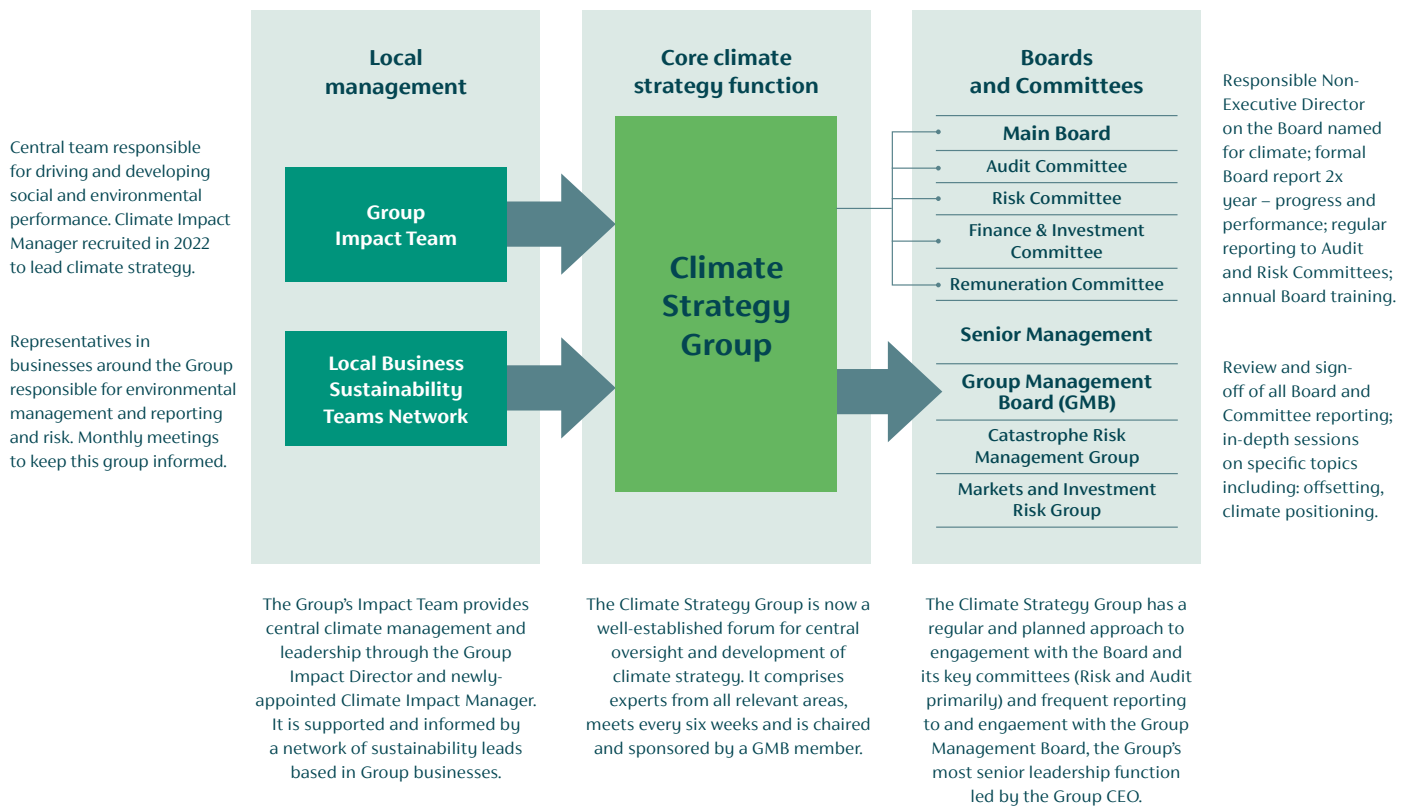 Local
management
Central team responsible
for driving and developing
social and environmental
performance. Climate Impact
Manager recruited in 2022
to lead climate strategy.
Group
Impact Team
Representatives in
businesses around the Group
responsible for environmental
management and reporting
and risk. Monthly meetings
to keep this group informed.
Local Business
Sustainability
Teams Network
The Group’s Impact Team provides
central climate management and
leadership through the Group
Impact Director and newly-
appointed Climate Impact Manager.
It is supported and informed by
a network of sustainability leads
based in Group businesses.
Core climate
strategy function
Climate
Strategy
Group
The Climate Strategy Group is now a
well-established forum for central
oversight and development of
climate strategy. It comprises
experts from all relevant areas,
meets every six weeks and is chaired
and sponsored by a GMB member.
Boards
and Committees
Main Board
Audit Committee
Risk Committee
Finance & Investment
Committee
Remuneration Committee
Responsible Non-
Executive Director
on the Board named
for climate; formal
Board report 2x
year – progress and
performance; regular
reporting to Audit
and Risk Committees;
annual Board training.
Senior Management
Group Management
Board (GMB)
Catastrophe Risk
Management Group
Markets and Investment
Risk Group
Review and sign-
off of all Board and
Committee reporting;
in-depth sessions
on specific topics
including: offsetting,
climate positioning.
The Climate Strategy Group has a
regular and planned approach to
engagement with the Board and
its key committees (Risk and Audit
primarily) and frequent reporting
to and engaement with the Group
Management Board, the Group’s
most senior leadership function
led by the Group CEO.